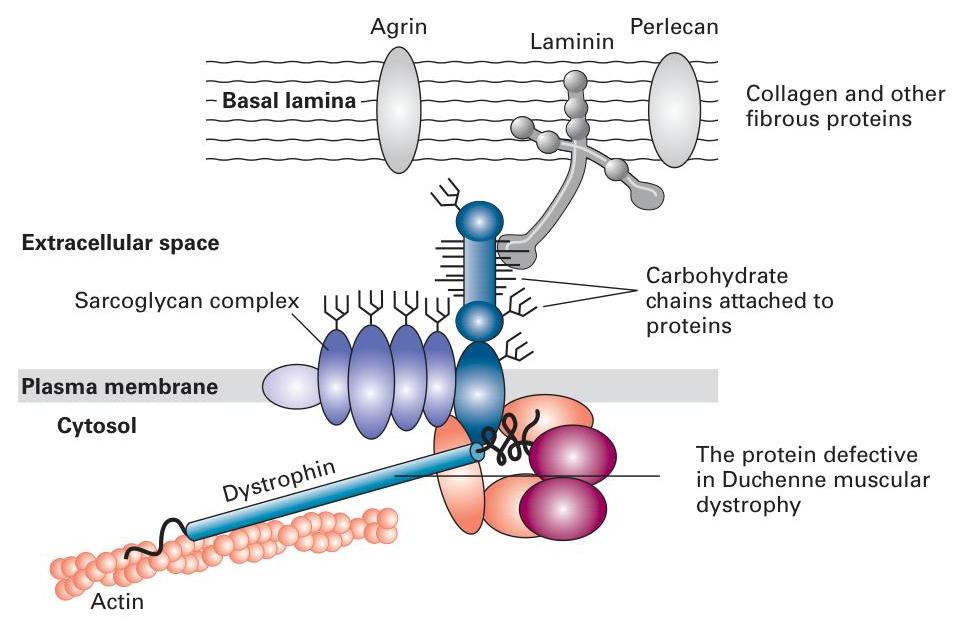 Agrin
Laminin
Perlecan
Basal lamina
Collagen and other
fibrous proteins
Extracellular space
Sarcoglycan complex
Carbohydrate
chains attached to
proteins
Plasma membrane
Cytosol
Dystrophin
The protein defective
in Duchenne muscular
dystrophy
Actin